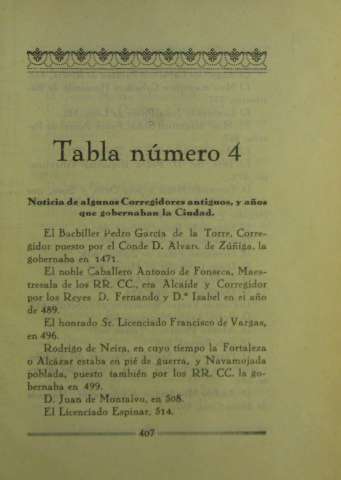 Tabla número 4
Noticia de algunos Corregidores antiguos, y años
que gobernaban la Ciudad.
El Bachiller Pedro García de la Torre, Corre-
gidor puesto por el Conde D. Alvaro de Zúñiga, la
gobernaba en 1471.
El noble Caballero Antonio de Fonseca, Maes-
tresala de los RR. CC., era Alcaide y Corregidor
por los Reyes D. Fernando y D.ª Isabel en el año
de 489.
El honrado Sr. Licenciado Francisco de Vargas,
en 496.
Rodrigo de Neira, en cuyo tiempo la Fortaleza
o Alcázar estaba en pié de guerra, y Navamojada
poblada, puesto también por los RR. CC. la go-
bernaba en 499.
D. Juan de Montalvo, en 508.
El Licenciado Espinar, 514.
407